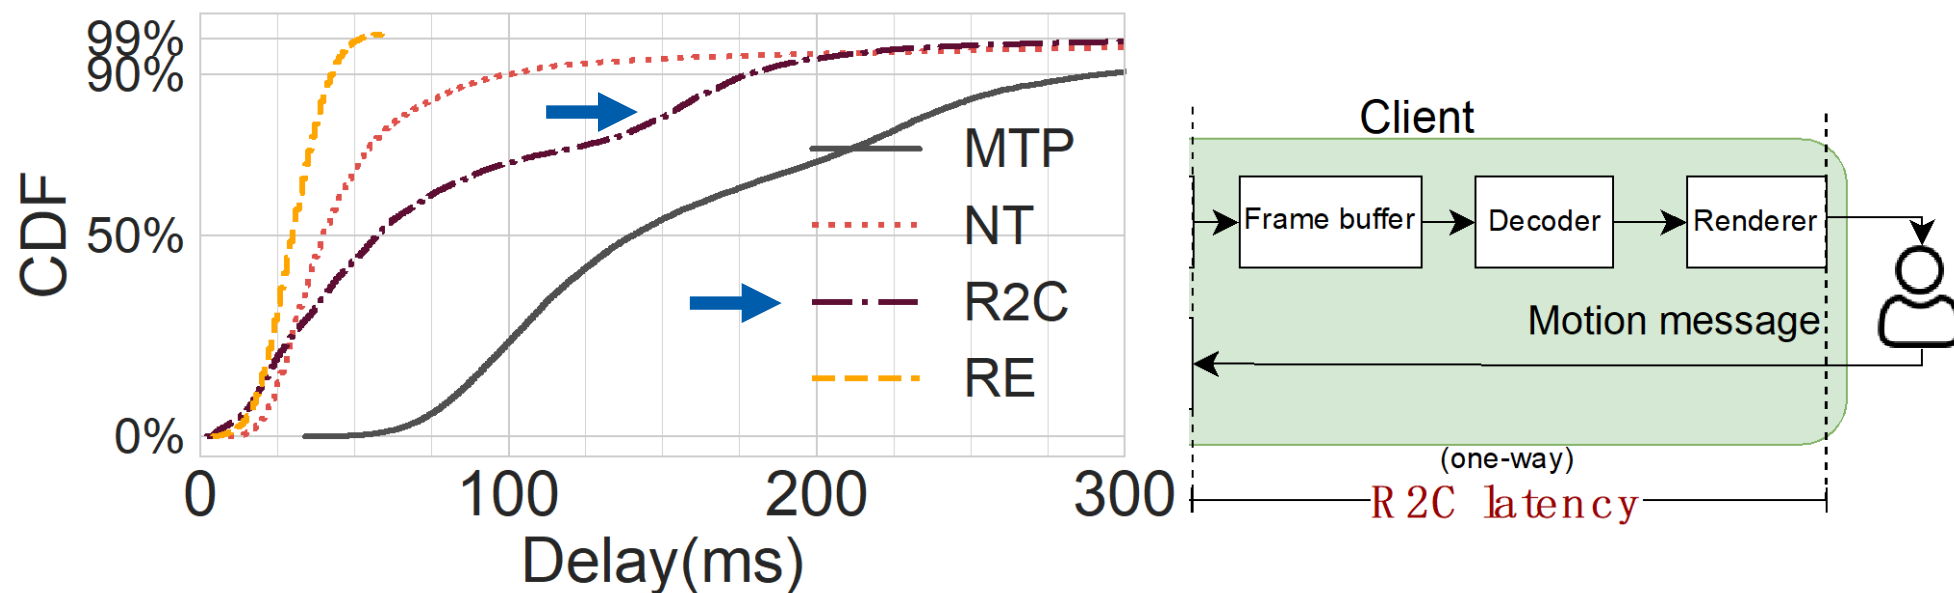 99%
90%
50%
0%
CDF
0
100
200
300
Delay(ms)
MTP
NT
R2C
RE
Client
Frame buffer
Decoder
Renderer
Motion message
(one-way)
R2C latency